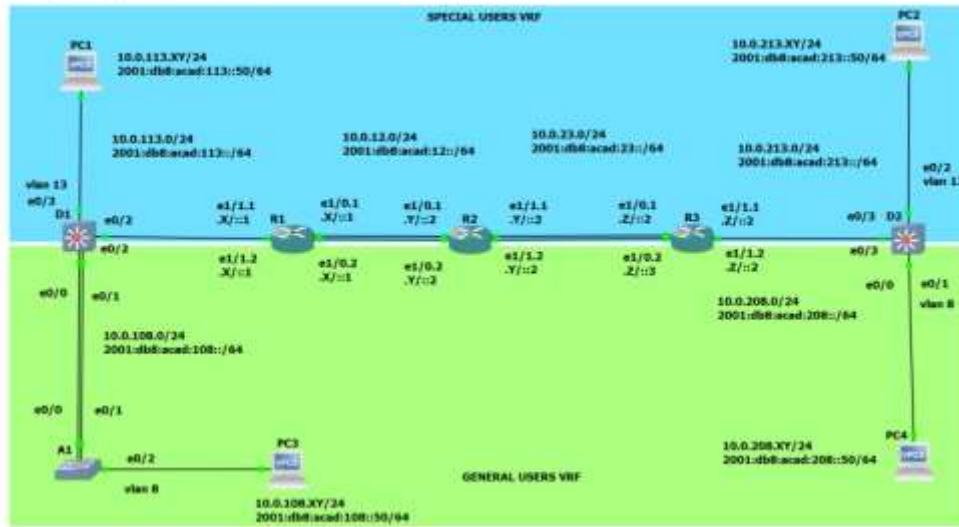 SPECIAL USERS VRF
PC1
10.0.113.XY/24
2001:db8:acad:113::50/64
PC2
10.0.213.XY/24
2001:db8:acad:213::50/64
10.0.113.0/24
2001:db8:acad:113::/64
10.0.12.0/24
2001:db8:acad:12::/64
10.0.23.0/24
2001:db8:acad:23::/64
10.0.213.0/24
2001:db8:acad:213::/64
vlan 13
e0/3
D1
e0/2
e0/2
e1/1.1
.X/::1
R1
e1/0.1
.X/::1
e1/0.1
.Y/::2
R2
e1/1.1
.Y/::2
e0/1.1
.Z/::2
R3
e1/1.1
.Z/::2
e0/2
vlan 13
e0/3
D2
e0/3
e1/1.2
.X/::1
e1/0.2
.X/::1
e1/0.2
.Y/::2
e1/1.2
.Y/::2
e1/0.2
.Z/::3
e1/1.2
.Z/::2
e0/0
e0/1
vlan 8
e0/0
e0/1
10.0.108.0/24
2001:db8:acad:108::/64
10.0.208.0/24
2001:db8:acad:208::/64
e0/0
e0/1
A1
e0/2
vlan 8
PC3
10.0.108.XY/24
2001:db8:acad:108::50/64
GENERAL USERS VRF
10.0.208.XY/24
2001:db8:acad:208::50/64
PC4